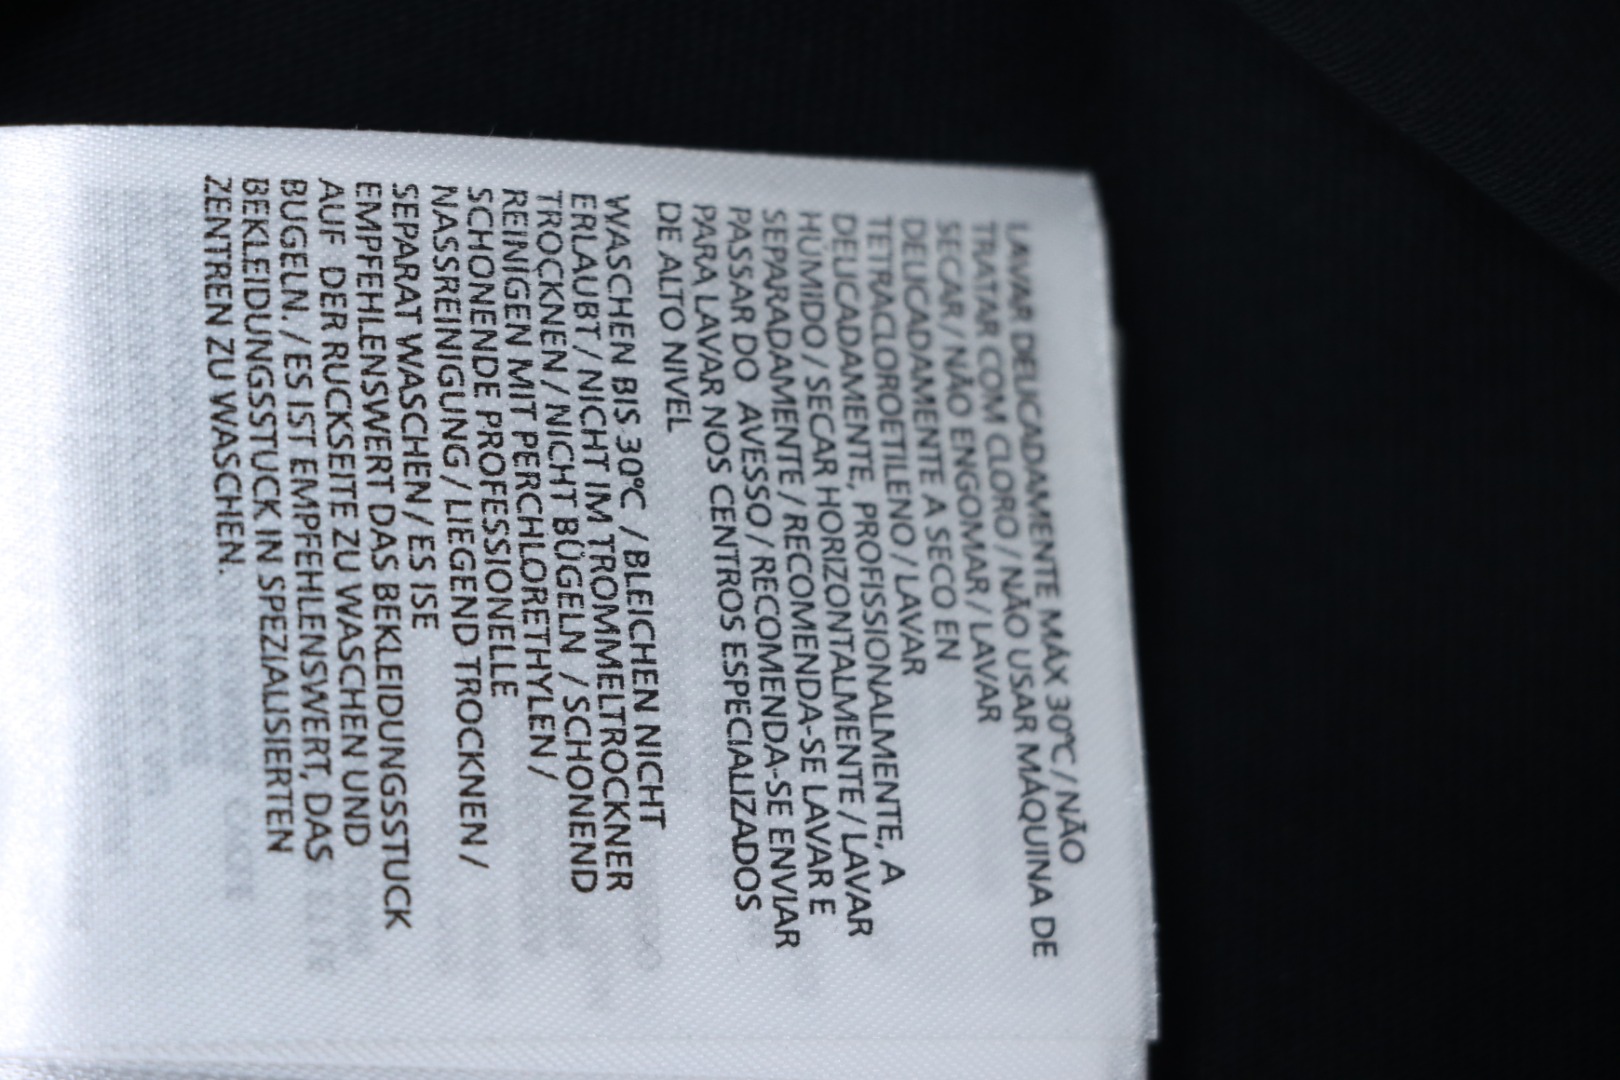 LAVAR DELICADAMENTE MÁX 30°C / NÃO
TRATAR COM CLORO / NÃO USAR MÁQUINA DE
SECAR / NÃO ENGOMAR / LAVAR
DELICADAMENTE A SECO EN
TETRACLOROETILENO / LAVAR
DELICADAMENTE, PROFISSIONALMENTE, A
HUMIDO / SECAR HORIZONTALMENTE / LAVAR
SEPARADAMENTE / RECOMENDA-SE LAVAR E
PASSAR DO AVESSO / RECOMENDA-SE ENVIAR
PARA LAVAR NOS CENTROS ESPECIALIZADOS
DE ALTO NIVEL
WASCHEN BIS 30°C / BLEICHEN NICHT
ERLAUBT / NICHT IM TROMMELTROCKNER
TROCKNEN / NICHT BÜGELN / SCHONEND
REINIGEN MIT PERCHLORETHYLEN /
SCHONENDE PROFESSIONELLE
NASSREINIGUNG / LIEGEND TROCKNEN /
SEPARAT WASCHEN / ES ISE
EMPFEHLENSWERT DAS BEKLEIDUNGSSTUCK
AUF DER RUCKSEITE ZU WASCHEN UND
BUGELN. / ES IST EMPFEHLENSWERT, DAS
BEKLEIDUNGSSTUCK IN SPEZIALISIERTEN
ZENTREN ZU WASCHEN.